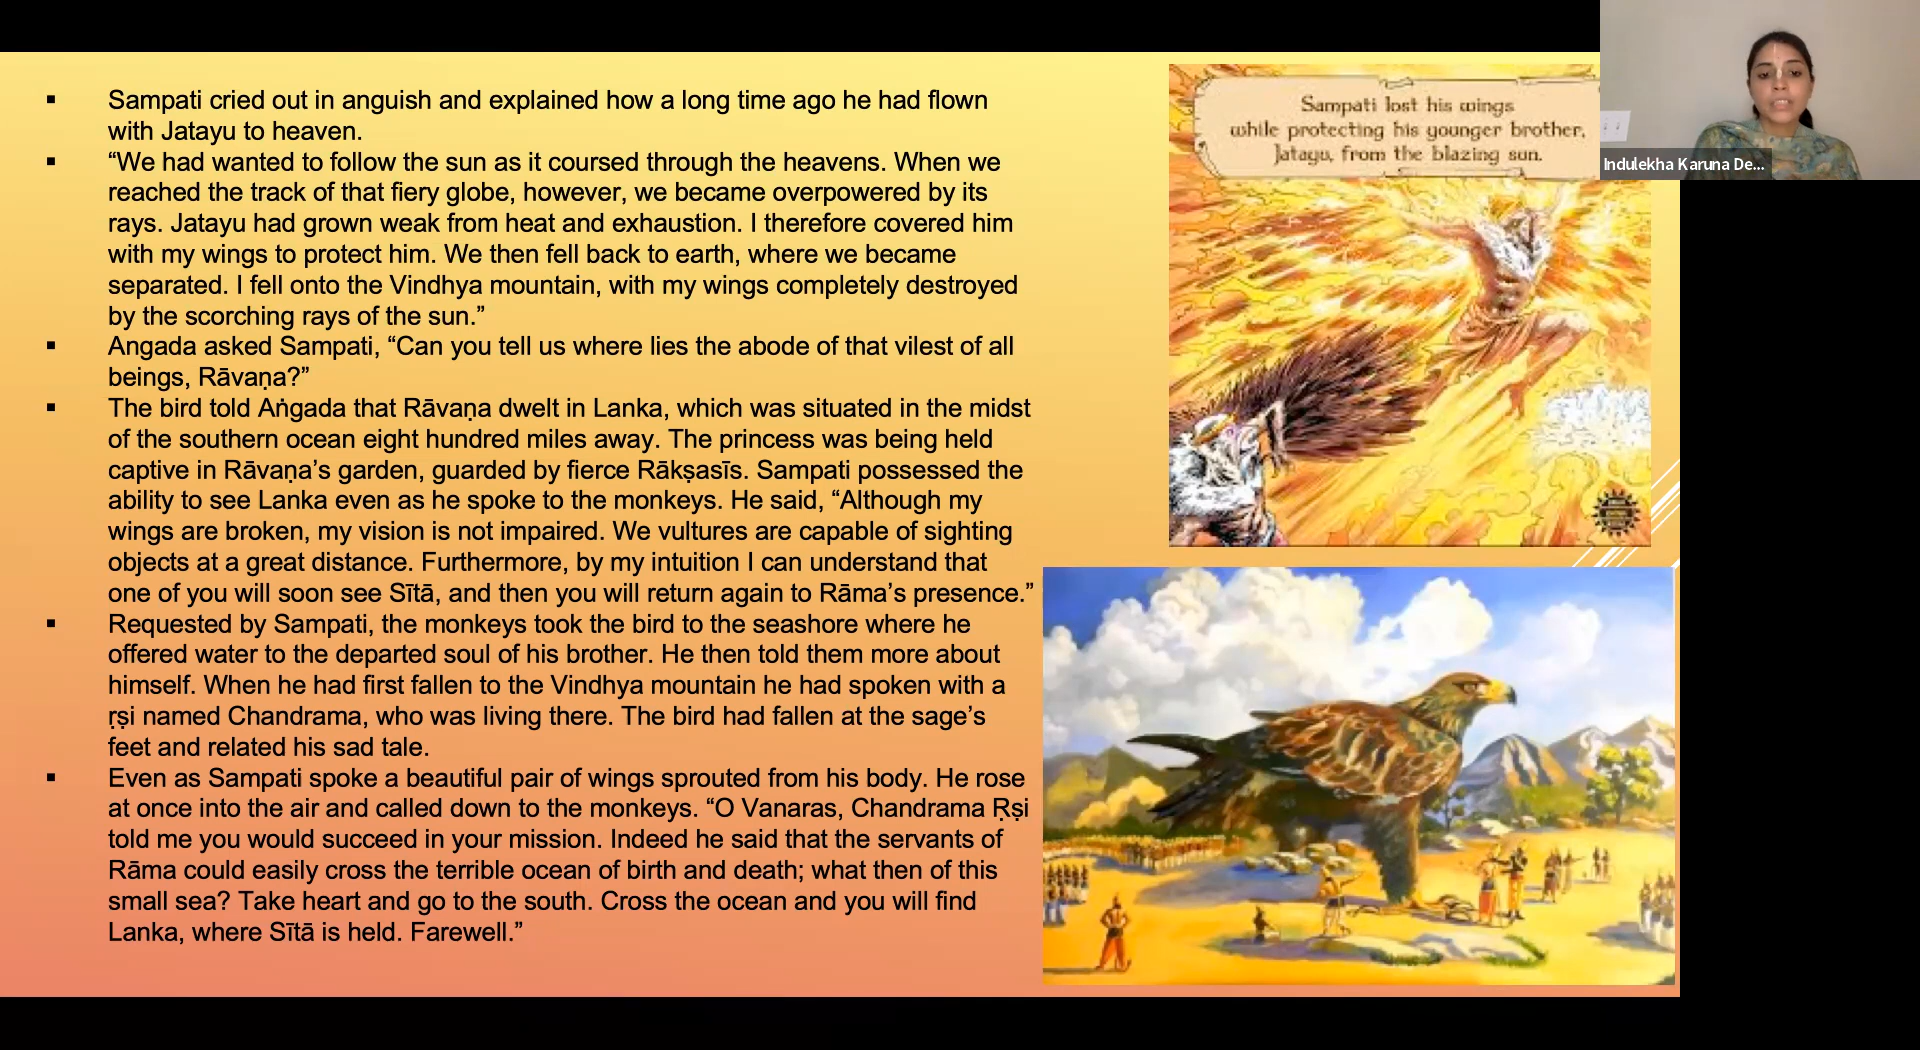 Sampati cried out in anguish and explained how a long time ago he had flown
with Jatayu to heaven.
“We had wanted to follow the sun as it coursed through the heavens. When we
reached the track of that fiery globe, however, we became overpowered by its
rays. Jatayu had grown weak from heat and exhaustion. I therefore covered him
with my wings to protect him. We then fell back to earth, where we became
separated. I fell onto the Vindhya mountain, with my wings completely destroyed
by the scorching rays of the sun.”
Angada asked Sampati, “Can you tell us where lies the abode of that vilest of all
beings, Rāvaṇa?”
The bird told Aṅgada that Rāvaṇa dwelt in Lanka, which was situated in the midst
of the southern ocean eight hundred miles away. The princess was being held
captive in Rāvaṇa’s garden, guarded by fierce Rākṣasīs. Sampati possessed the
ability to see Lanka even as he spoke to the monkeys. He said, “Although my
wings are broken, my vision is not impaired. We vultures are capable of sighting
objects at a great distance. Furthermore, by my intuition I can understand that
one of you will soon see Sītā, and then you will return again to Rāma’s presence.”
Requested by Sampati, the monkeys took the bird to the seashore where he
offered water to the departed soul of his brother. He then told them more about
himself. When he had first fallen to the Vindhya mountain he had spoken with a
ṛṣi named Chandrama, who was living there. The bird had fallen at the sage’s
feet and related his sad tale.
Even as Sampati spoke a beautiful pair of wings sprouted from his body. He rose
at once into the air and called down to the monkeys. “O Vanaras, Chandrama Ṛṣi
told me you would succeed in your mission. Indeed he said that the servants of
Rāma could easily cross the terrible ocean of birth and death; what then of this
small sea? Take heart and go to the south. Cross the ocean and you will find
Lanka, where Sītā is held. Farewell.”
Sampati lost his wings
while protecting his younger brother,
Jatayu, from the blazing sun.
Indulekha Karuna De...